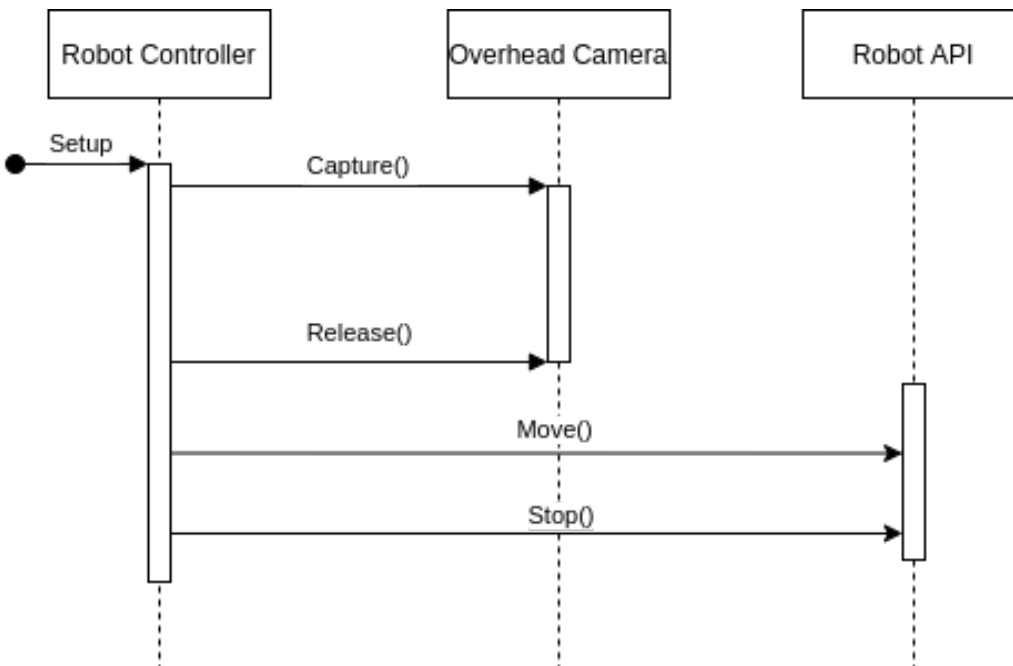 Robot Controller
Overhead Camera
Robot API
Setup
Capture()
Release()
Move()
Stop()